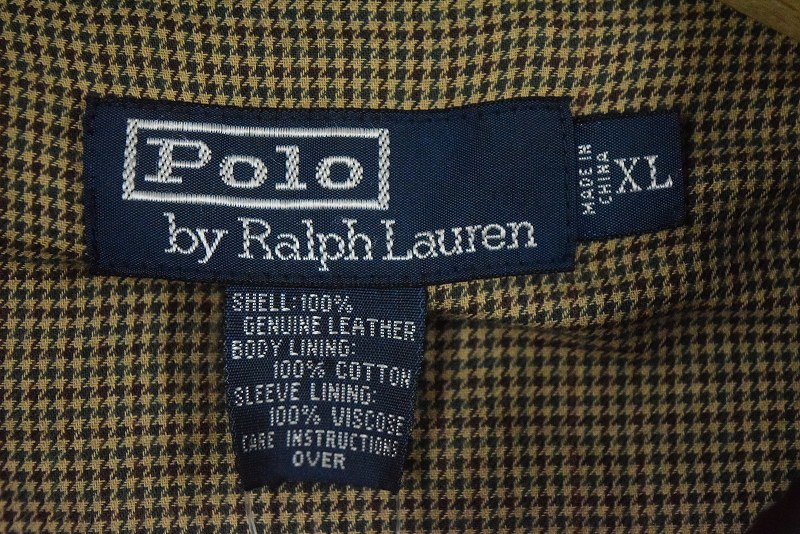 Polo
by Ralph Lauren
MADE IN
CHINA
XL
SHELL: 100%
GENUINE LEATHER
BODY LINING:
100% COTTON
SLEEVE LINING:
100% VISCOSE
CARE INSTRUCTIONS
OVER